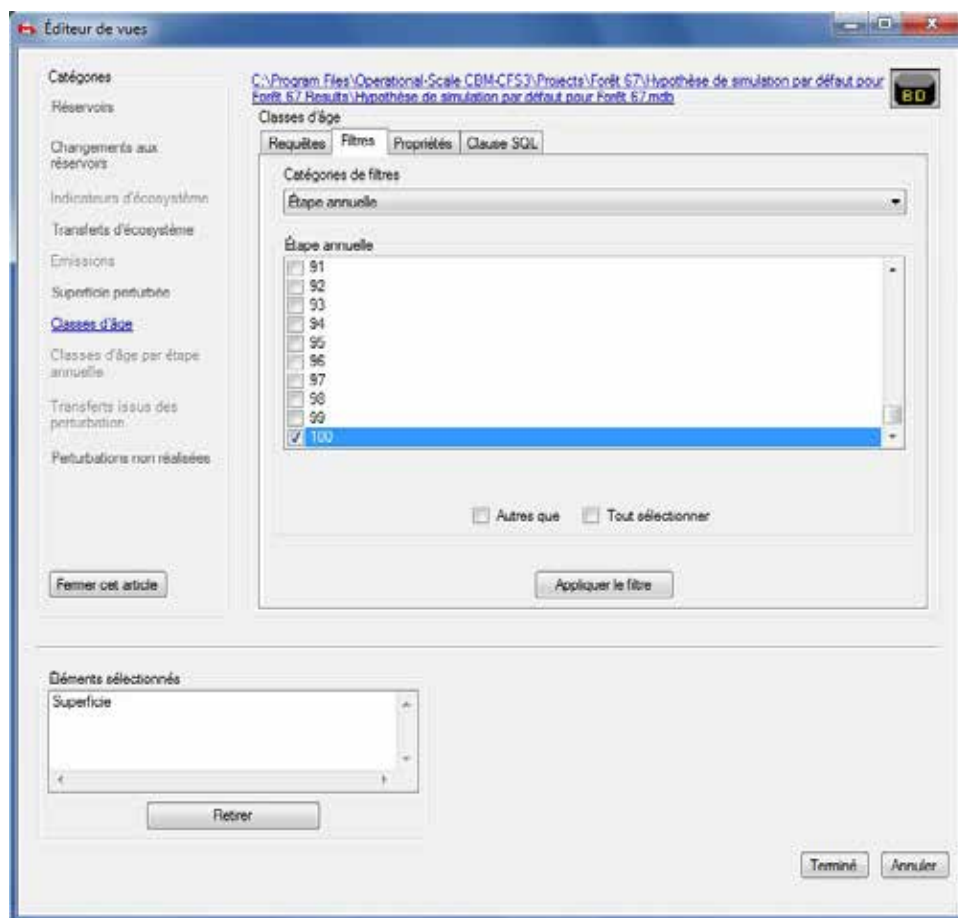 Éditeur de vues
Catégories
Réservoirs
Changements aux
réservoirs
Indicateurs d'écosystème
Transferts d'écosystème
Émissions
Superficie perturbée
Classes d'âge
Classes d'âge par étape
annuelle
Transferts issus des
perturbation
Perturbations non réalisées
Fermer cet article
C:\Program Files\Operational-Scale CBM-CFS3\Projects\Forêt 67\Hypothèse de simulation par défaut pour
Forêt 67 Results\Hypothèse de simulation par défaut pour Forêt 67.mdb
BD
Classes d'âge
Requêtes Filtres Propriétés Clause SQL
Catégories de filtres
Étape annuelle
Étape annuelle
91
92
93
94
95
96
97
98
99
100
Autres que Tout sélectionner
Appliquer le filtre
Éléments sélectionnés
Superficie
Retirer
Terminé Annuler